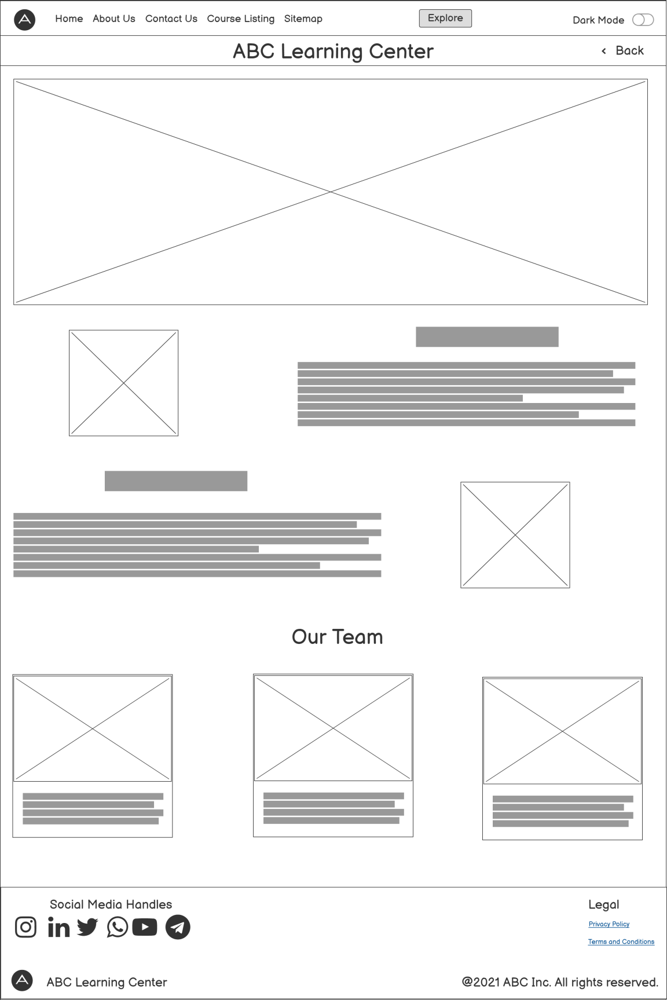 Home About Us Contact Us Course Listing Sitemap Explore Dark Mode
ABC Learning Center
Back
Our Team
Social Media Handles
Legal
Privacy Policy
Terms and Conditions
ABC Learning Center
@2021 ABC Inc. All rights reserved.